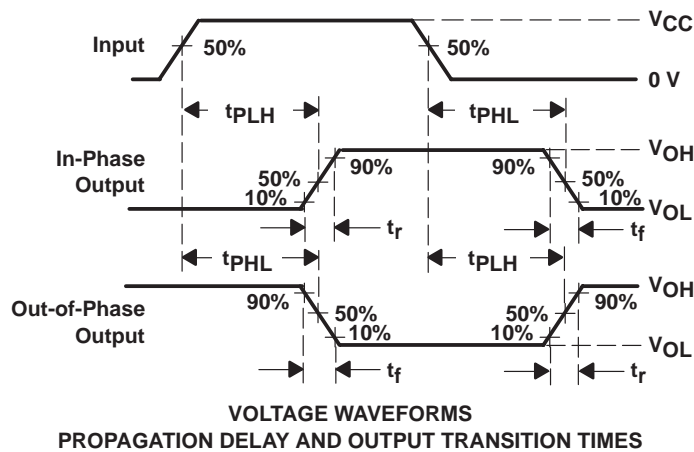 VCC
Input 50% 50%
0 V
tPLH tPHL
VOH
In-Phase
Output
90% 90%
50% 50%
10% 10%
VOL
tr tf
tPHL tPLH
VOH
Out-of-Phase
Output
90% 90%
50% 50%
10% 10%
VOL
tf tr
VOLTAGE WAVEFORMS
PROPAGATION DELAY AND OUTPUT TRANSITION TIMES